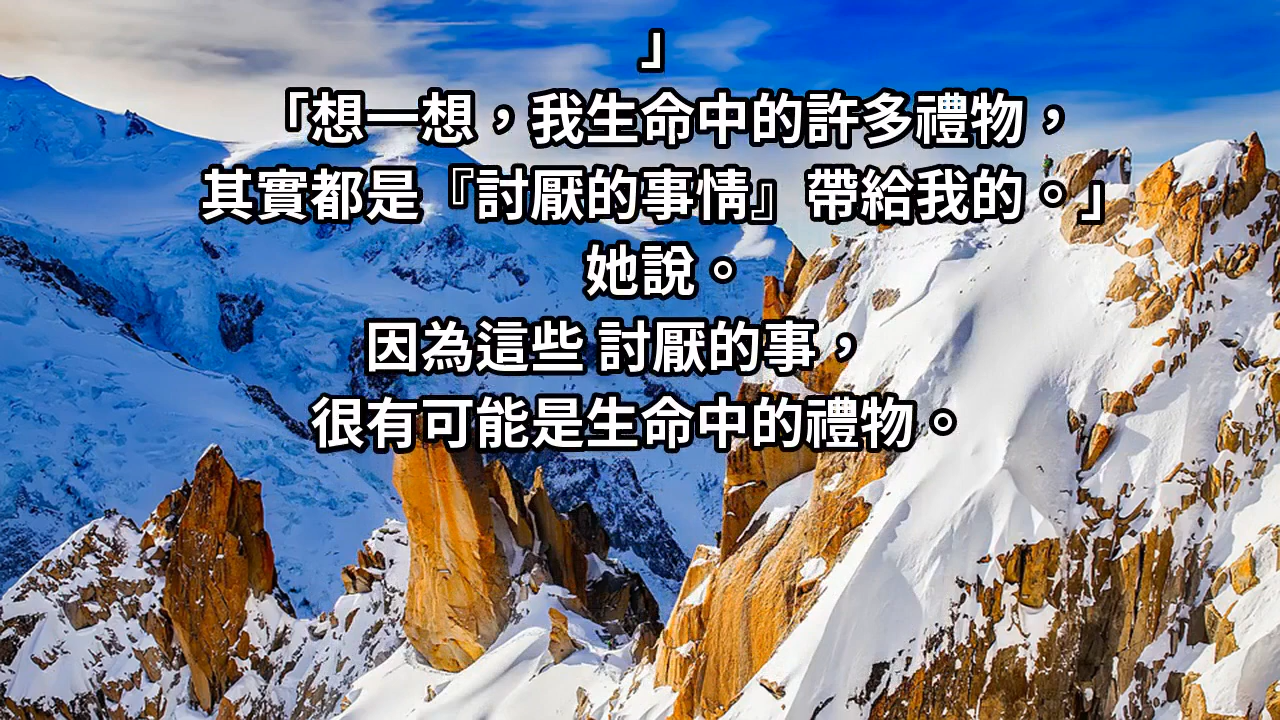 」
「想一想，我生命中的許多禮物，
其實都是『討厭的事情』帶給我的。」
她說。
因為這些 討厭的事，
很有可能是生命中的禮物。